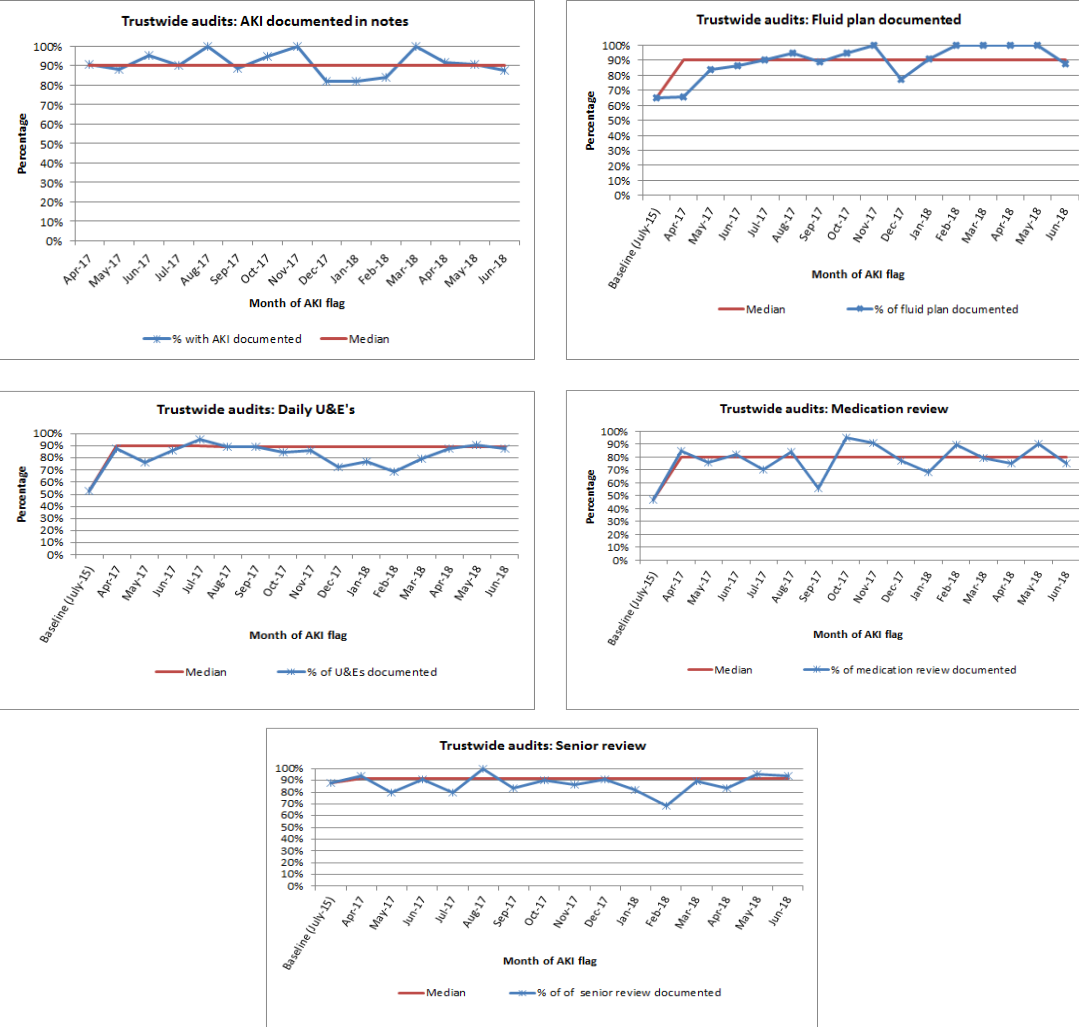 Trustwide audits: AKI documented in notes
100%
90%
80%
70%
60%
50%
40%
30%
20%
10%
0%
Percentage
Apr-17
May-17
Jun-17
Jul-17
Aug-17
Sep-17
Oct-17
Nov-17
Dec-17
Jan-18
Feb-18
Mar-18
Apr-18
May-18
Jun-18
Month of AKI flag
% with AKI documented
Median
Trustwide audits: Fluid plan documented
100%
90%
80%
70%
60%
50%
40%
30%
20%
10%
0%
Percentage
Baseline (July-15)
Apr-17
May-17
Jun-17
Jul-17
Aug-17
Sep-17
Oct-17
Nov-17
Dec-17
Jan-18
Feb-18
Mar-18
Apr-18
May-18
Jun-18
Month of AKI flag
Median
% of fluid plan documented
Trustwide audits: Daily U&E's
100%
90%
80%
70%
60%
50%
40%
30%
20%
10%
0%
Percentage
Baseline (July-15)
Apr-17
May-17
Jun-17
Jul-17
Aug-17
Sep-17
Oct-17
Nov-17
Dec-17
Jan-18
Feb-18
Mar-18
Apr-18
May-18
Jun-18
Month of AKI flag
Median
% of U&Es documented
Trustwide audits: Medication review
100%
90%
80%
70%
60%
50%
40%
30%
20%
10%
0%
Percentage
Baseline (July-15)
Apr-17
May-17
Jun-17
Jul-17
Aug-17
Sep-17
Oct-17
Nov-17
Dec-17
Jan-18
Feb-18
Mar-18
Apr-18
May-18
Jun-18
Month of AKI flag
Median
% of medication review documented
Trustwide audits: Senior review
100%
90%
80%
70%
60%
50%
40%
30%
20%
10%
0%
Baseline (July-15)
Apr-17
May-17
Jun-17
Jul-17
Aug-17
Sep-17
Oct-17
Nov-17
Dec-17
Jan-18
Feb-18
Mar-18
Apr-18
May-18
Jun-18
Month of AKI flag
Median
% of of senior review documented